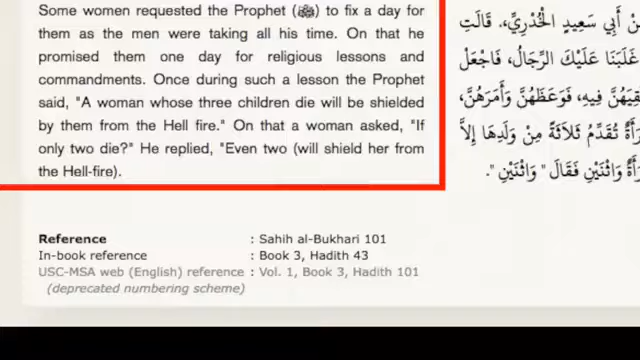 Some women requested the Prophet (ﷺ) to fix a day for
them as the men were taking all his time. On that he
promised them one day for religious lessons and
commandments. Once during such a lesson the Prophet
said, "A woman whose three children die will be shielded
by them from the Hell fire." On that a woman asked, "If
only two die?" He replied, "Even two (will shield her from
the Hell-fire).
نْ أَبِي سَعِيدٍ الْخُدْرِيِّ، قَالَتِ
غَلَبَنَا عَلَيْكَ الرِّجَالُ، فَاجْعَلْ
قِيَهُنَّ فِيهِ، فَوَعَظَهُنَّ وَأَمَرَهُنَّ،
رَأَةٌ تُقَدِّمُ ثَلاَثَةً مِنْ وَلَدِهَا إِلاَّ
رَأَةٌ وَاثْنَيْنِ فَقَالَ " وَاثْنَيْنِ ".
Reference : Sahih al-Bukhari 101
In-book reference : Book 3, Hadith 43
USC-MSA web (English) reference : Vol. 1, Book 3, Hadith 101
(deprecated numbering scheme)